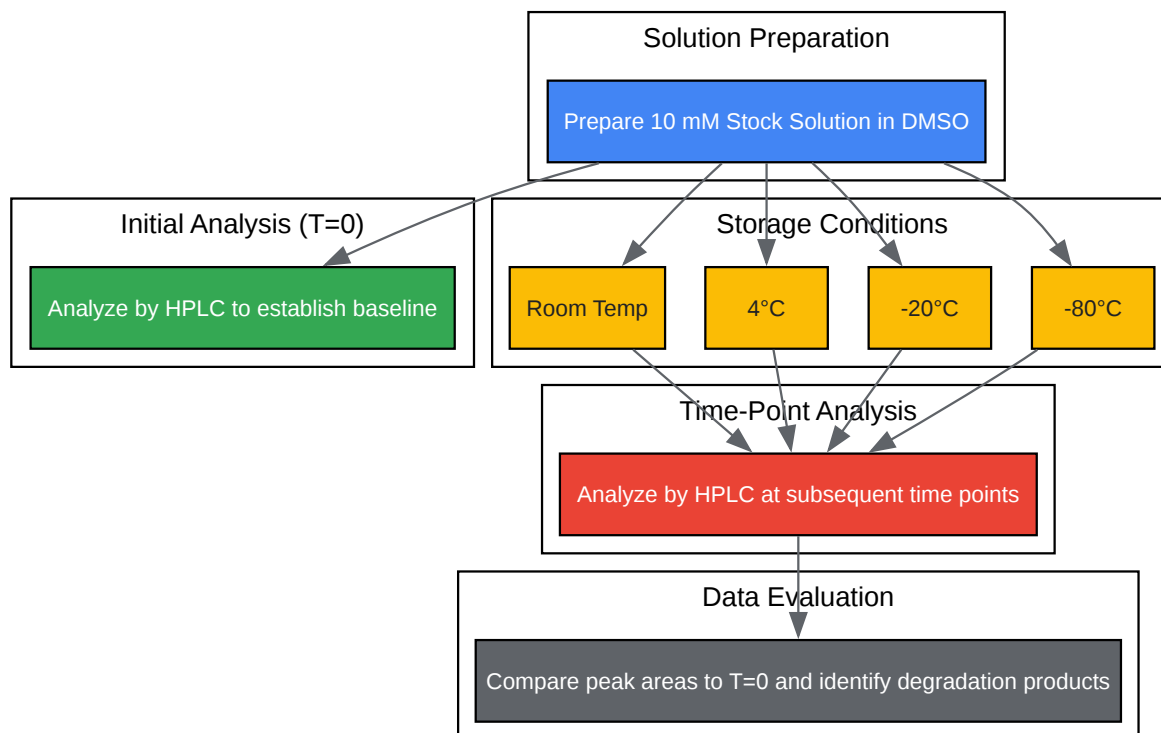 Solution Preparation
Prepare 10 mM Stock Solution in DMSO
Initial Analysis (T=0)
Analyze by HPLC to establish baseline
Storage Conditions
Room Temp
4°C
-20°C
-80°C
Time-Point Analysis
Analyze by HPLC at subsequent time points
Data Evaluation
Compare peak areas to T=0 and identify degradation products